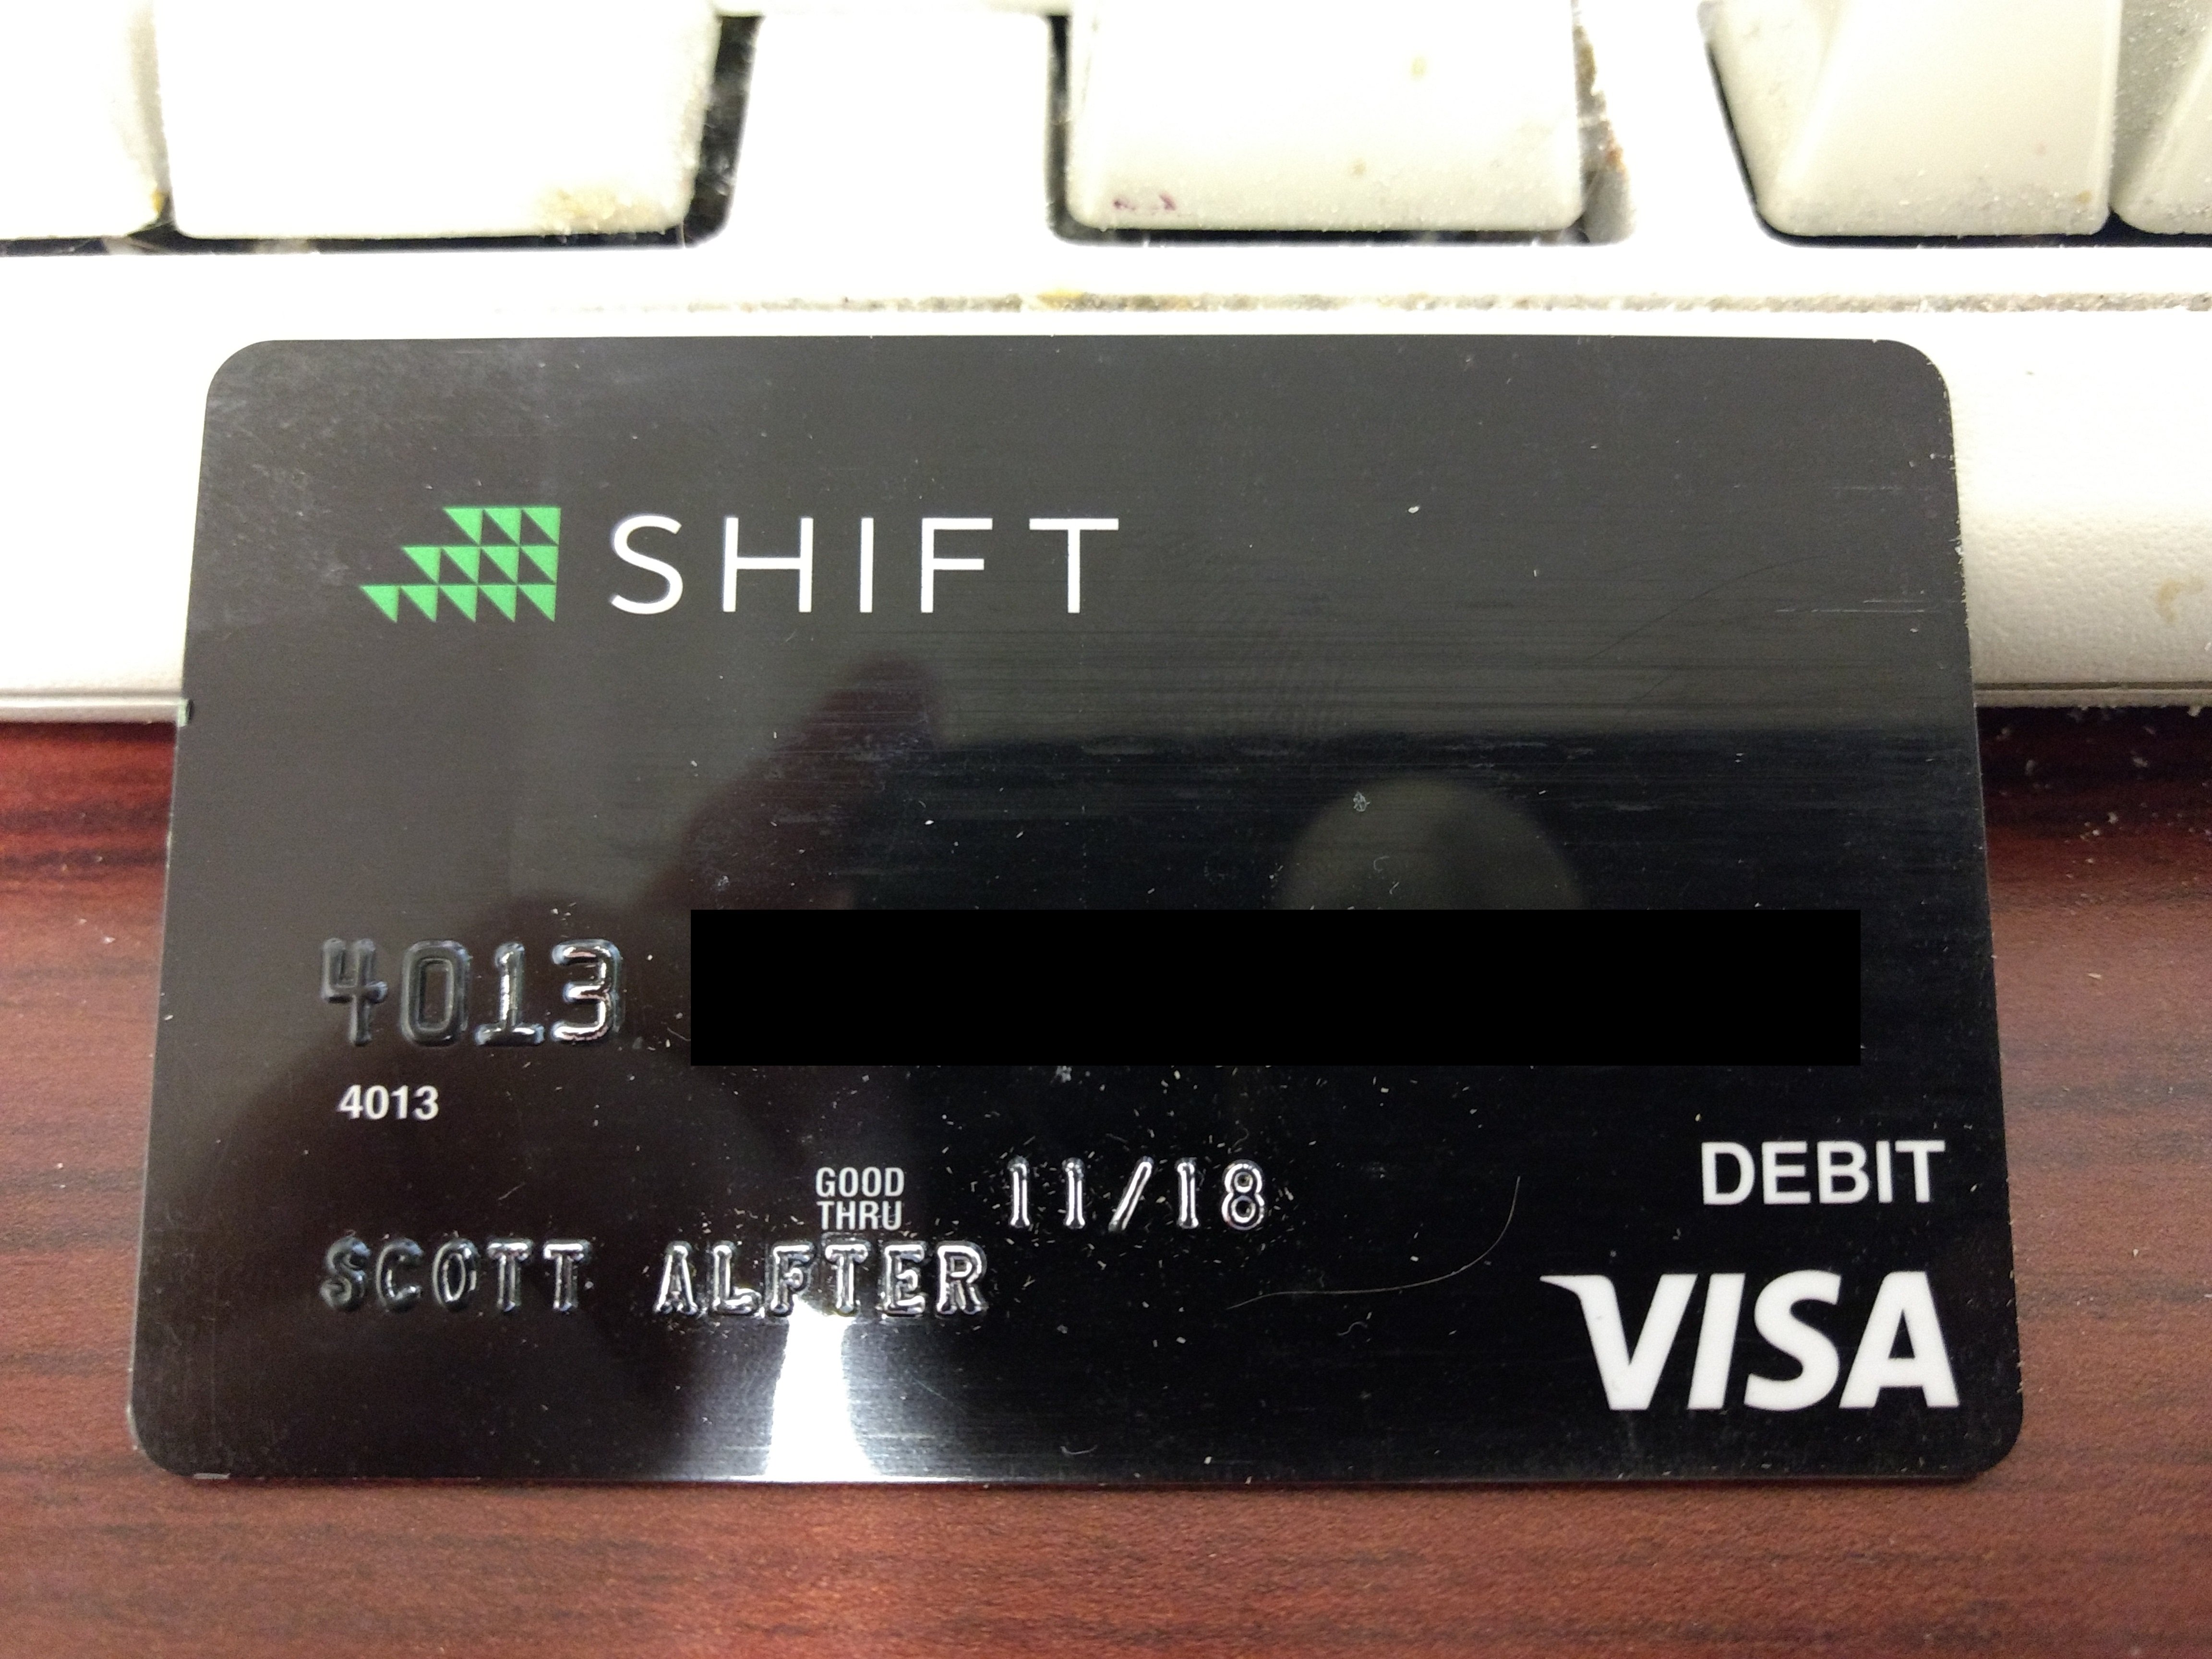 SHIFT
4013
4013
GOOD
THRU
11/18
SCOTT ALFTER
DEBIT
VISA